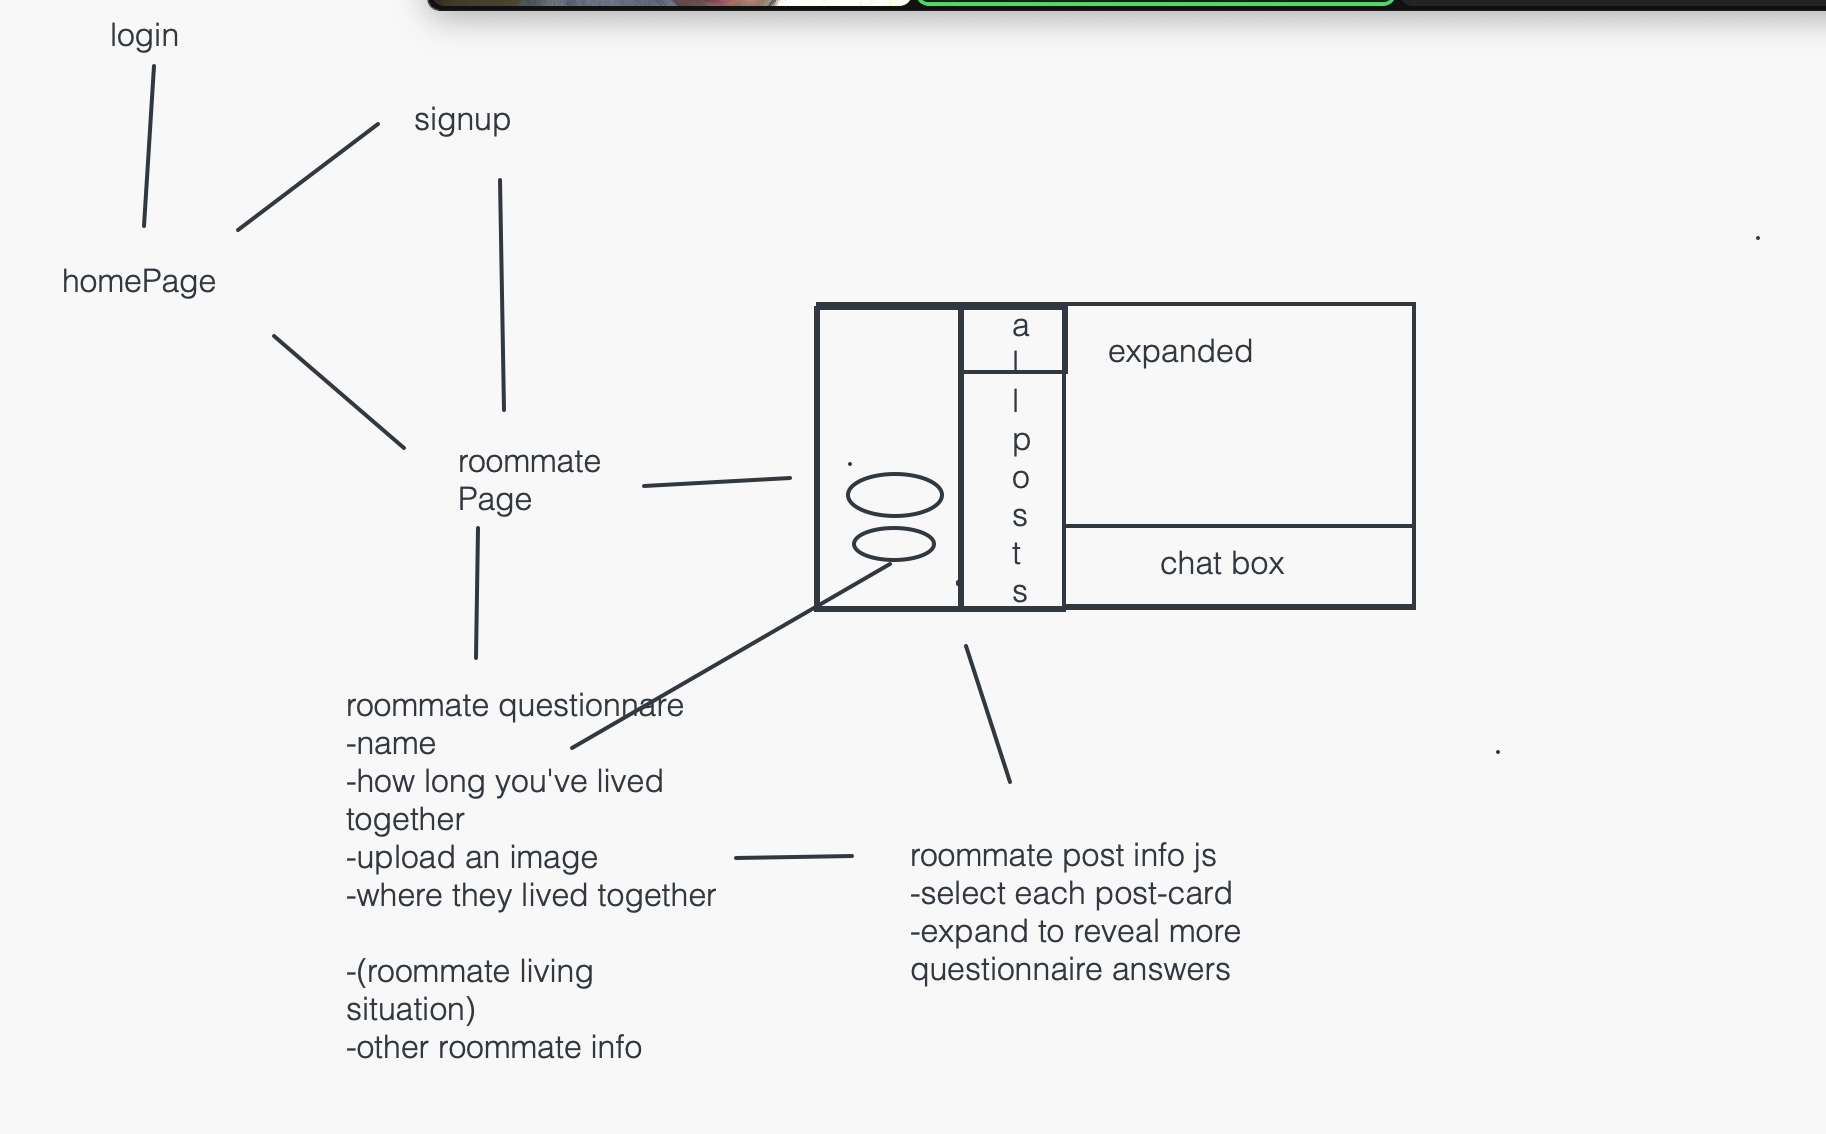 login
signup
homePage
roommate
Page
a
l
l
p
o
s
t
s
expanded
chat box
roommate questionnare
-name
-how long you've lived
together
-upload an image
-where they lived together
-(roommate living
situation)
-other roommate info
roommate post info js
-select each post-card
-expand to reveal more
questionnaire answers